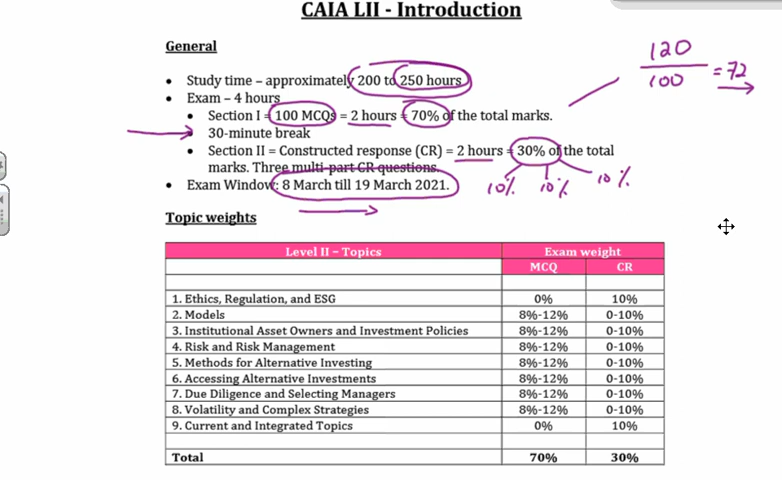 CAIA LII - Introduction
General
120
100
= 72
• Study time – approximately 200 to 250 hours
• Exam – 4 hours
• Section I = 100 MCQs = 2 hours = 70% of the total marks.
• 30-minute break
• Section II = Constructed response (CR) = 2 hours = 30% of the total
marks. Three multi-part CR questions.
• Exam Window: 8 March till 19 March 2021.
10% 10% 10%
Topic weights
Level II – Topics Exam weight
MCQ CR
1. Ethics, Regulation, and ESG 0% 10%
2. Models 8%-12% 0-10%
3. Institutional Asset Owners and Investment Policies 8%-12% 0-10%
4. Risk and Risk Management 8%-12% 0-10%
5. Methods for Alternative Investing 8%-12% 0-10%
6. Accessing Alternative Investments 8%-12% 0-10%
7. Due Diligence and Selecting Managers 8%-12% 0-10%
8. Volatility and Complex Strategies 8%-12% 0-10%
9. Current and Integrated Topics 0% 10%
Total 70% 30%